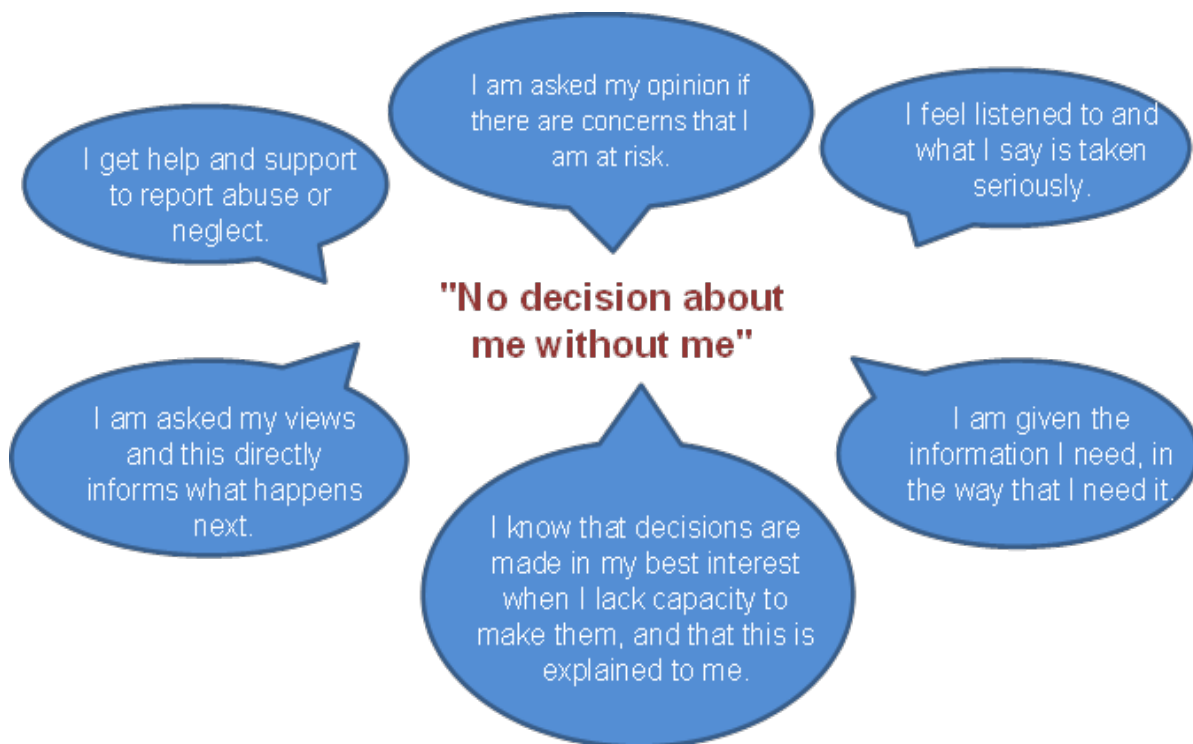 I am asked my opinion if
there are concerns that I
am at risk.
I get help and support
to report abuse or
neglect.
I feel listened to and
what I say is taken
seriously.
"No decision about
me without me"
I am asked my views
and this directly
informs what happens
next.
I am given the
information I need, in
the way that I need it.
I know that decisions are
made in my best interest
when I lack capacity to
make them, and that this is
explained to me.